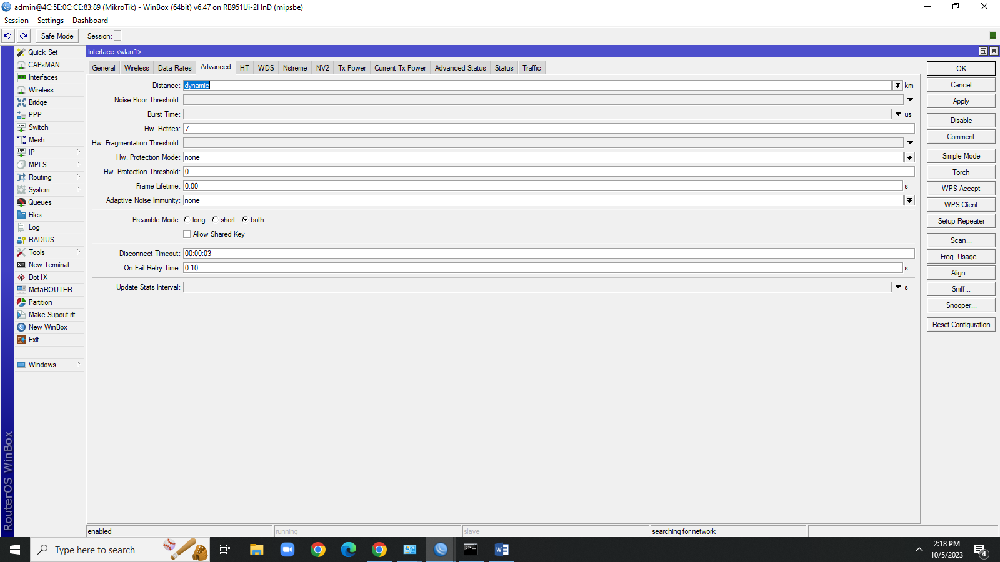 admin@4C:5E:0C:CE:83:89 (MikroTik) - WinBox (64bit) v6.47 on RB951Ui-2HnD (mipsbe)
Session Settings Dashboard
Safe Mode Session:
Interface <wlan1>
General Wireless Data Rates Advanced HT WDS Nstreme NV2 Tx Power Current Tx Power Advanced Status Status Traffic
Quick Set
CAPsMAN
Interfaces
Wireless
Bridge
PPP
Switch
Mesh
IP
MPLS
Routing
System
Queues
Files
Log
RADIUS
Tools
New Terminal
Dot1X
MetaROUTER
Partition
Make Supout.rif
New WinBox
Exit
Windows
RouterOS WinBox
Distance: dynamic km
Noise Floor Threshold:
Burst Time: us
Hw. Retries: 7
Hw. Fragmentation Threshold:
Hw. Protection Mode: none
Hw. Protection Threshold: 0
Frame Lifetime: 0.00 s
Adaptive Noise Immunity: none
Preamble Mode: long short both
Allow Shared Key
Disconnect Timeout: 00:00:03
On Fail Retry Time: 0.10 s
Update Stats Interval: s
OK
Cancel
Apply
Disable
Comment
Simple Mode
Torch
WPS Accept
WPS Client
Setup Repeater
Scan...
Freq. Usage...
Align...
Sniff...
Snooper...
Reset Configuration
enabled running slave searching for network
Type here to search
2:18 PM
10/5/2023
4